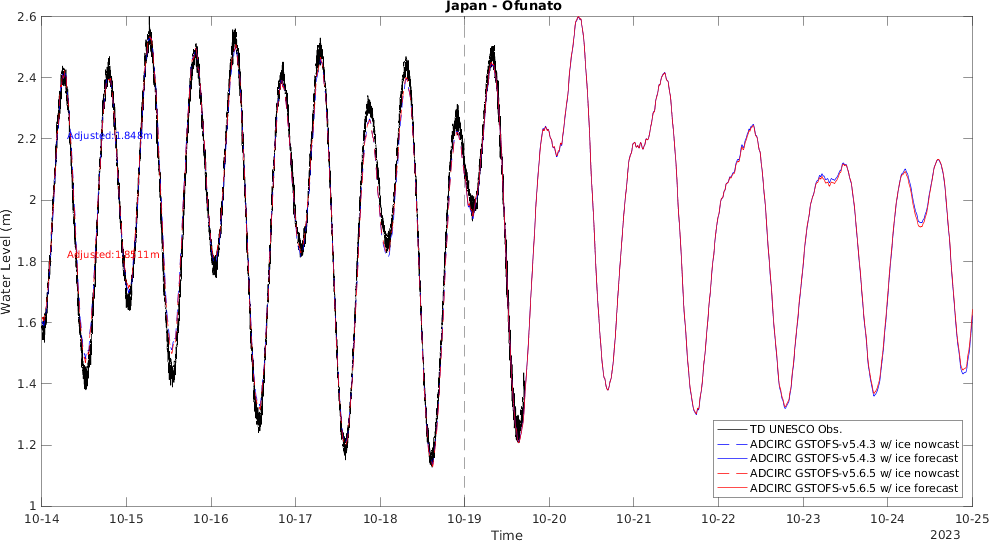 Japan - Ofunato
Water Level (m)
2.6
2.4
2.2
2
1.8
1.6
1.4
1.2
1
Adjusted:1.848m
Adjusted:1.8511m
TD UNESCO Obs.
ADCIRC GSTOFS-v5.4.3 w/ ice nowcast
ADCIRC GSTOFS-v5.4.3 w/ ice forecast
ADCIRC GSTOFS-v5.6.5 w/ ice nowcast
ADCIRC GSTOFS-v5.6.5 w/ ice forecast
10-14 10-15 10-16 10-17 10-18 10-19 10-20 10-21 10-22 10-23 10-24 10-25
Time
2023